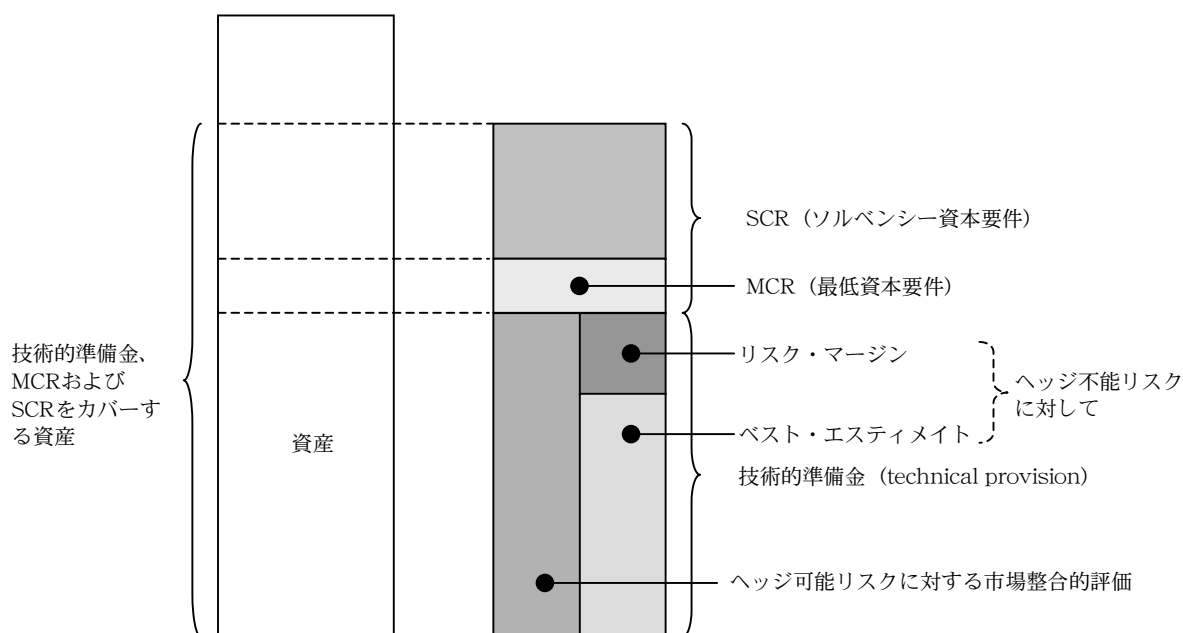 SCR（ソルベンシー資本要件）
MCR（最低資本要件）
技術的準備金、
MCRおよび
SCRをカバーす
る資産
資産
リスク・マージン
ヘッジ不能リスク
に対して
ベスト・エスティメイト
技術的準備金（technical provision）
ヘッジ可能リスクに対する市場整合的評価